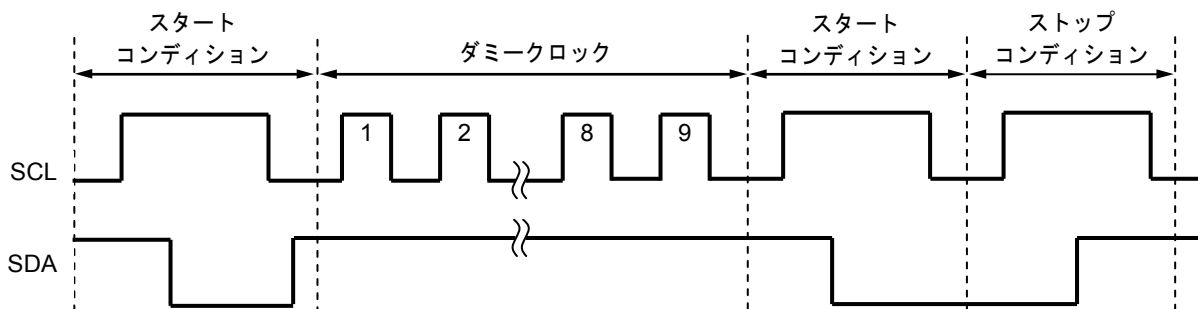 スタート
コンディション
ダミークロック
スタート
コンディション
ストップ
コンディション
SCL
1 2 8 9
SDA